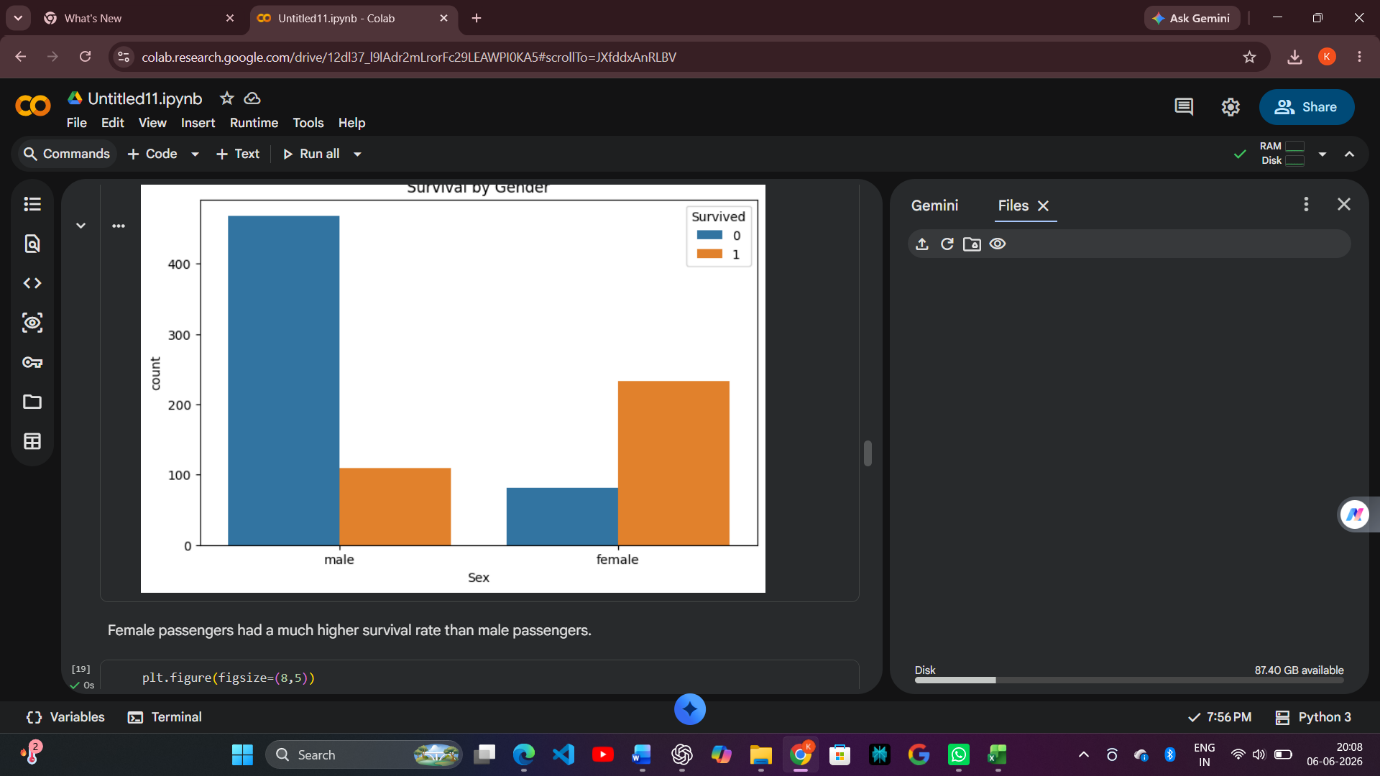 What's New
Untitled11.ipynb - Colab
Ask Gemini
colab.research.google.com/drive/12dl37_l9lAdr2mLrorFc29LEAWPl0KA5#scrollTo=JXfddxAnRLBV
K
Untitled11.ipynb
File Edit View Insert Runtime Tools Help
Share
Commands + Code + Text Run all
RAM
Disk
Survival by Gender
Survived
0
1
400
300
200
100
0
count
male female
Sex
Female passengers had a much higher survival rate than male passengers.
[19]
0s
plt.figure(figsize=(8,5))
Gemini Files
Disk 87.40 GB available
Variables Terminal
7:56 PM Python 3
2
Search
K
ENG
IN
20:08
06-06-2026